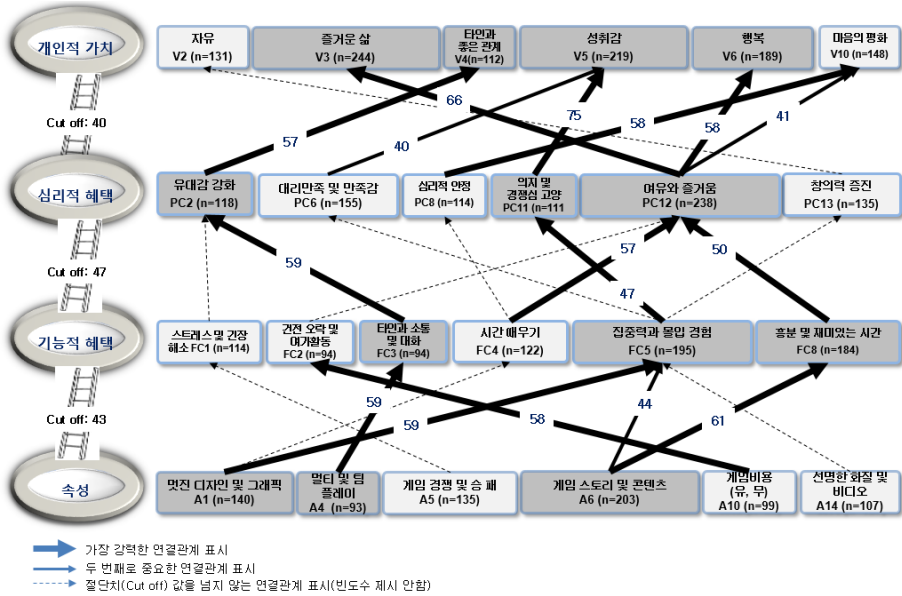 개인적 가치
자유
V2 (n=131)
즐거운 삶
V3 (n=244)
타인과
좋은 관계
V4(n=112)
성취감
V5 (n=219)
행복
V6 (n=189)
마음의 평화
V10 (n=148)
Cut off: 40
57
66
40
75
58
58
41
심리적 혜택
유대감 강화
PC2 (n=118)
대리만족 및 만족감
PC6 (n=155)
심리적 안정
PC8 (n=114)
의지 및
경쟁심 고양
PC11 (n=111
여유와 즐거움
PC12 (n=238)
창의력 증진
PC13 (n=135)
Cut off: 47
59
57
47
50
기능적 혜택
스트레스 및 긴장
해소 FC1 (n=114)
건전 오락 및
여가활동
FC2 (n=94)
타인과 소통
및 대화
FC3 (n=94)
시간 때우기
FC4 (n=122)
집중력과 몰입 경험
FC5 (n=195)
흥분 및 재미있는 시간
FC8 (n=184)
Cut off: 43
59
59
58
44
61
속성
멋진 디자인 및 그래픽
A1 (n=140)
멀티 및 팀
플레이
A4 (n=93)
게임 경쟁 및 승 패
A5 (n=135)
게임 스토리 및 콘텐츠
A6 (n=203)
게임비용
(유, 무)
A10 (n=99)
선명한 화질 및
비디오
A14 (n=107)
가장 강력한 연결관계 표시
두 번째로 중요한 연결관계 표시
절단치(Cut off) 값을 넘지 않는 연결관계 표시(빈도수 제시 안함)